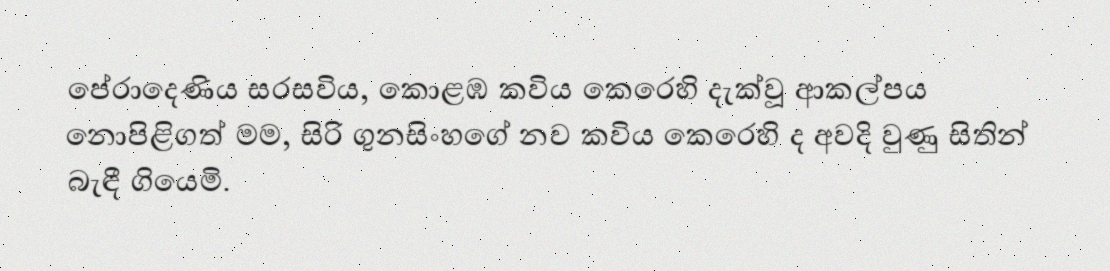 පේරාදෙණිය සරසවිය, කොළඹ කවිය කෙරෙහි දැක්වූ ආකල්පය
නොපිළිගත් මම, සිරි ගුනසිංහගේ නව කවිය කෙරෙහි ද අවදි වුණු සිතින්
බැඳී ගියෙමි.